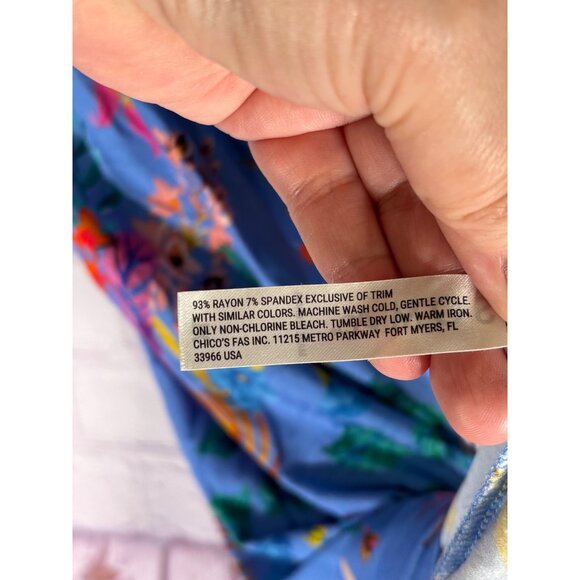 93% RAYON 7% SPANDEX EXCLUSIVE OF TRIM
WITH SIMILAR COLORS. MACHINE WASH COLD, GENTLE CYCLE.
ONLY NON-CHLORINE BLEACH. TUMBLE DRY LOW. WARM IRON.
CHICO'S FAS INC. 11215 METRO PARKWAY FORT MYERS, FL
33966 USA